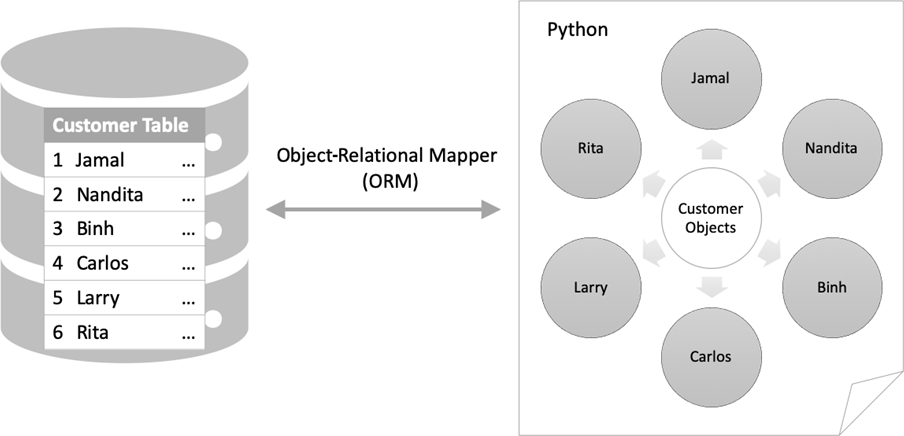 Customer Table
1 Jamal ...
2 Nandita ...
3 Binh ...
4 Carlos ...
5 Larry ...
6 Rita ...
Object-Relational Mapper
(ORM)
Python
Jamal
Rita
Nandita
Customer
Objects
Larry
Binh
Carlos